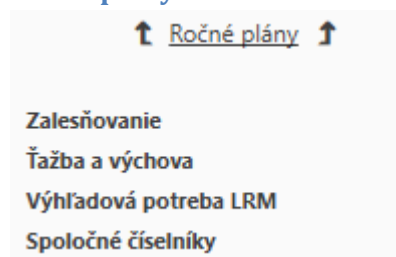 Ročné plány
Zalesňovanie
Ťažba a výchova
Výhľadová potreba LRM
Spoločné číselníky